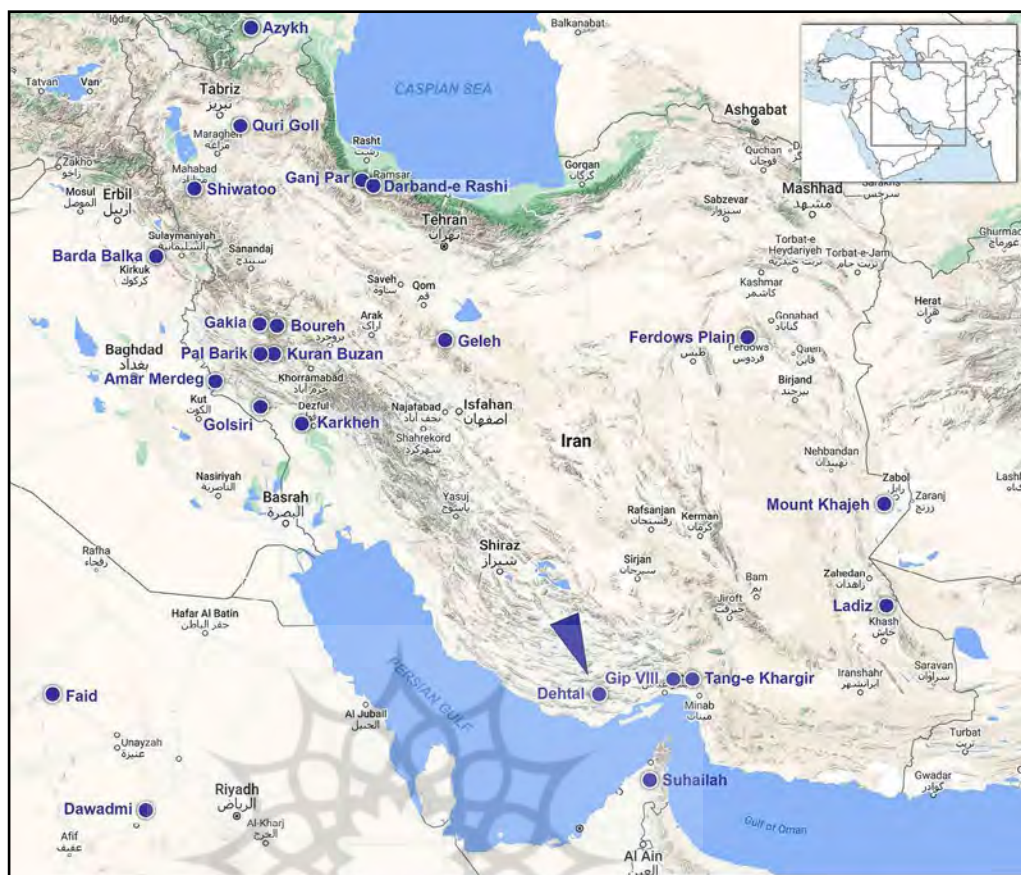 Iğdır
Azykh
Balkanabat
Tatvan
Van
CASPIAN SEA
Tabriz
تبریز
Ashgabat
Quri Goll
Maragheh
مراغه
Rasht
رشت
Quchan
قوچان
Zakho
زاخو
Mahabad
Ganj Par
Ramsar
Darband-e Rashi
Gorgan
گرگان
Mosul
الموصل
Shiwatoo
Mashhad
مشهد
Sarakhs
سرخس
Erbil
أربيل
Sabzevar
سبزوار
Tehran
تهران
Sulaymaniyah
السليمانية
Sanandaj
سنندج
Torbat-e
Heydariyeh
تربت حیدریه
Torbat-e-Jam
تربت جام
Ghurmach
غورماچ
Barda Balka
Kirkuk
كركوك
Saveh
ساوه
Qom
قم
Kashmar
کاشمر
Herat
هرات
Gakia
Boureh
بروجرد
Arak
اراک
Geleh
Gonabad
گناباد
Ferdows Plain
Ferdows
فردوس
طبس
Qaen
قاین
Baghdad
بغداد
Pal Barik
Kuran Buzan
Khorramabad
خرم آباد
Amar Merdeg
Birjand
بیرجند
Kut
الكوت
Golsiri
Dezful
Karkheh
Najafabad
نجف آباد
Isfahan
اصفهان
Shahrekord
شهرکرد
Iran
Nehbandan
نهبندان
Nasiriyah
الناصرية
Zabol
زابل
Lash
Basrah
البصرة
Yasuj
یاسوج
Mount Khajeh
Zaranj
زرنج
Rafsanjan
رفسنجان
Kerman
کرمان
Rafha
رفحاء
Shiraz
شیراز
Sirjan
سیرجان
Bam
بم
Zahedan
زاهدان
Jiroft
جیرفت
Ladiz
Khash
خاش
Hafar Al Batin
حفر الباطن
PERSIAN GULF
Saravan
سراوان
Iranshahr
ایرانشهر
Faid
Dehtal
Gip VIII
Tang-e Khargir
Minab
میناب
Al Jubail
الجبيل
Unayzah
عنيزة
Turbat
تربت
Suhailah
Gwadar
گوادر
Riyadh
الرياض
Dawadmi
Al-Kharj
الخرج
Gulf of Oman
Afif
عفيف
Al Ain
العين